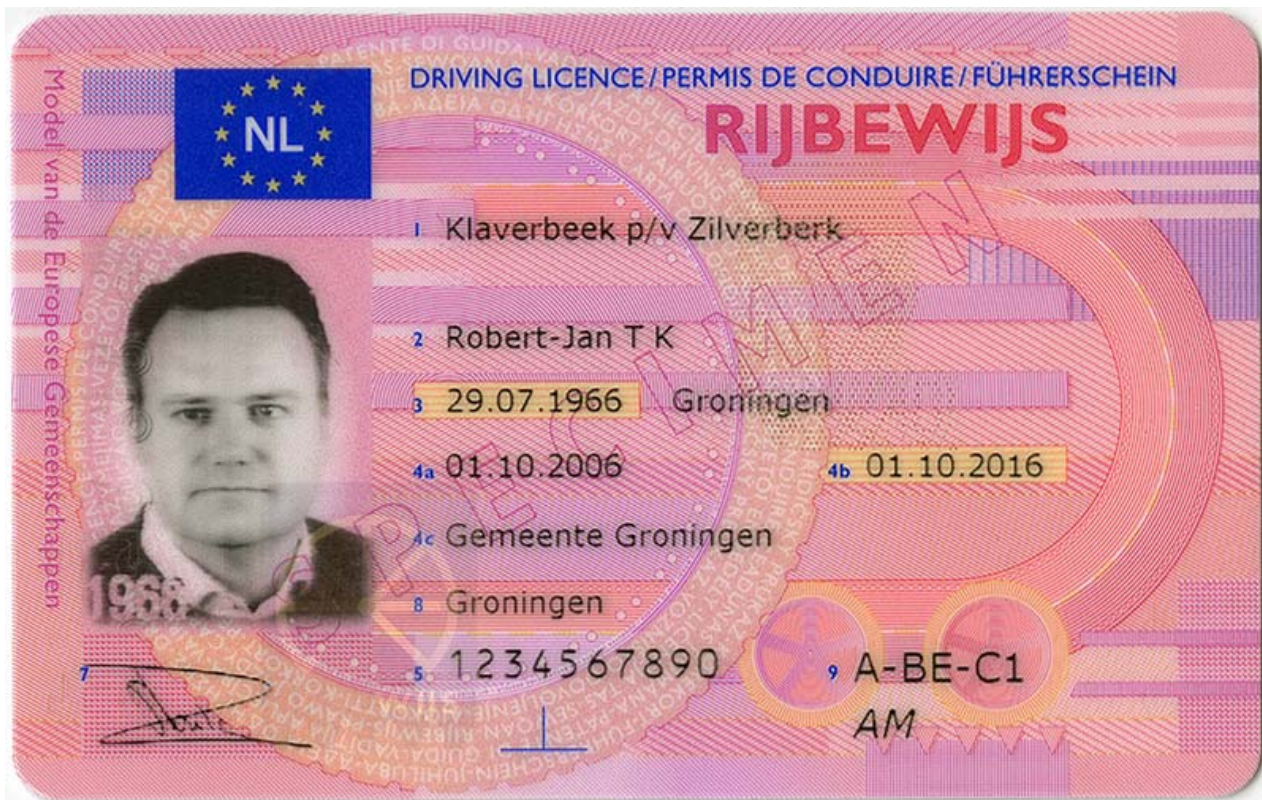 DRIVING LICENCE / PERMIS DE CONDUIRE / FÜHRERSCHEIN
RIJBEWIJS
NL
Model van de Europese Gemeenschappen
1 Klaverbeek p/v Zilverberk
2 Robert-Jan T K
3 29.07.1966 Groningen
4a 01.10.2006 4b 01.10.2016
4c Gemeente Groningen
8 Groningen
5 1234567890 9 A-BE-C1
AM
7
SPECIMEN